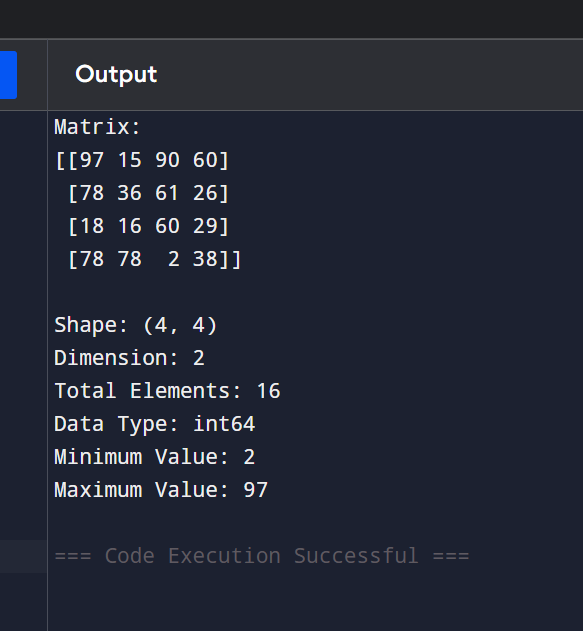 Output
Matrix:
[[97 15 90 60]
 [78 36 61 26]
 [18 16 60 29]
 [78 78  2 38]]
Shape: (4, 4)
Dimension: 2
Total Elements: 16
Data Type: int64
Minimum Value: 2
Maximum Value: 97
=== Code Execution Successful ===